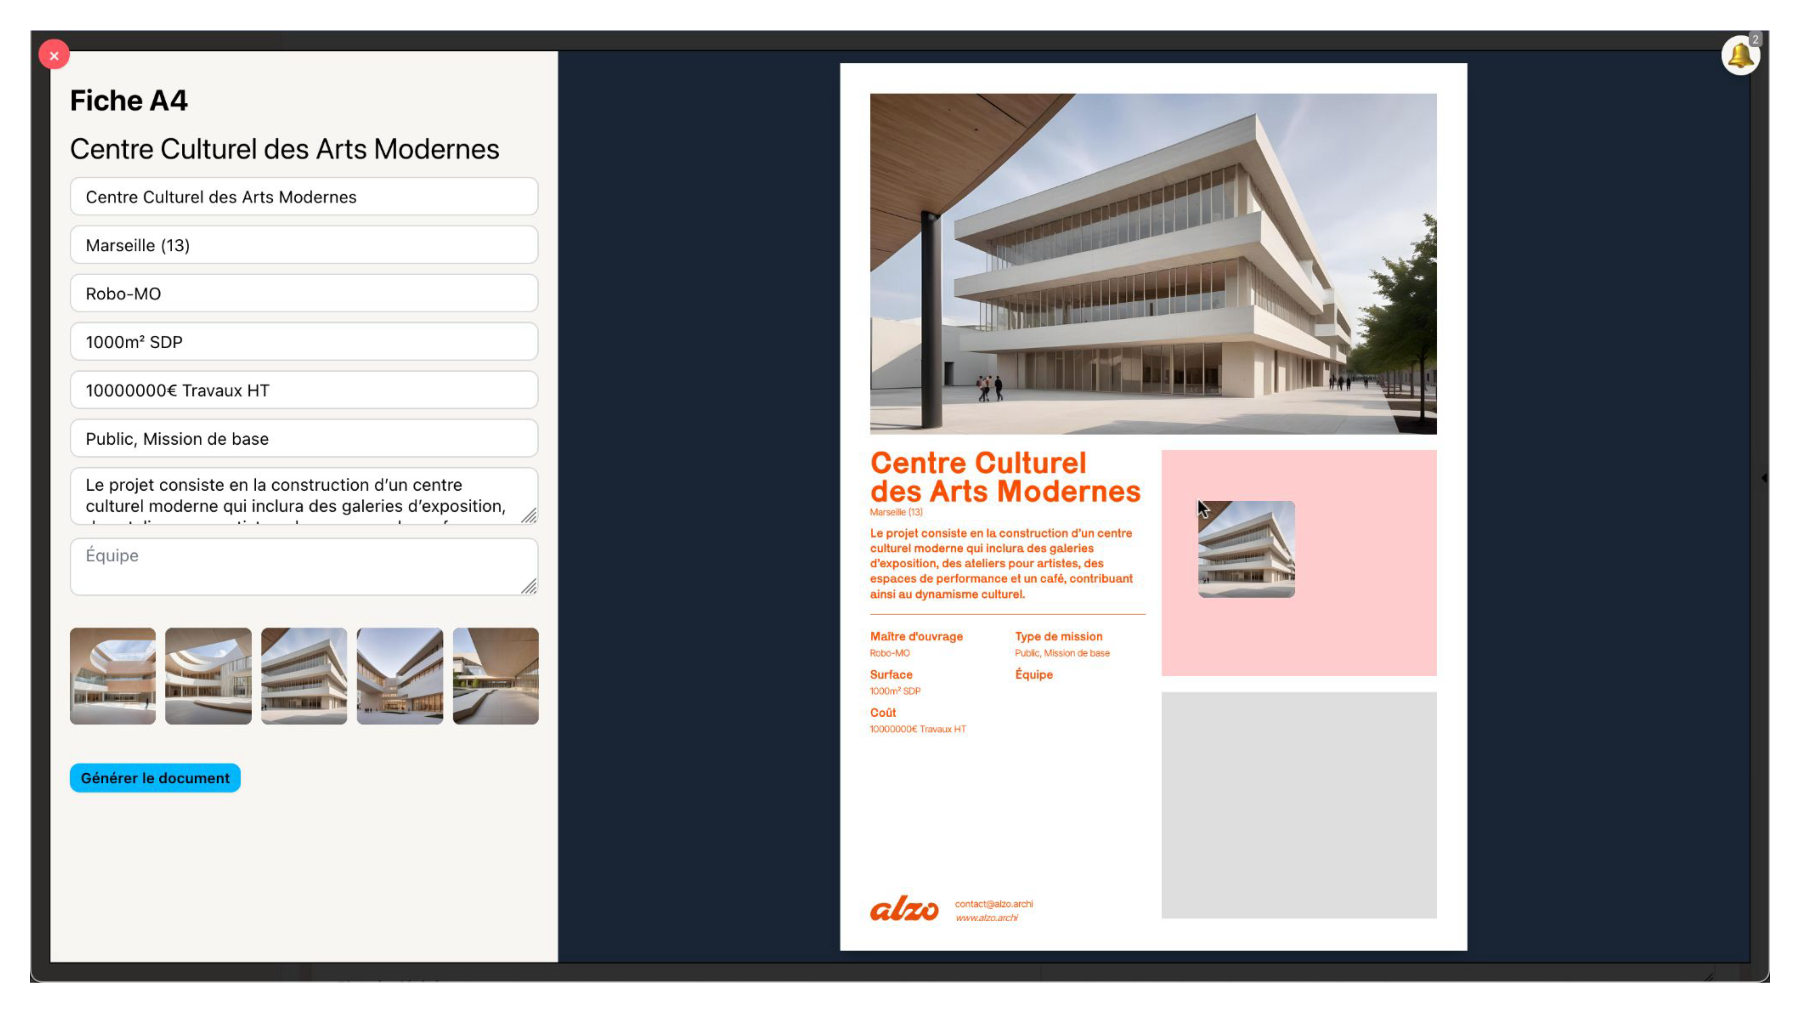 2
×
Fiche A4
Centre Culturel des Arts Modernes
Centre Culturel des Arts Modernes
Marseille (13)
Robo-MO
1000m² SDP
10000000€ Travaux HT
Public, Mission de base
Le projet consiste en la construction d'un centre
culturel moderne qui inclura des galeries d'exposition,
Équipe
Générer le document
Centre Culturel
des Arts Modernes
Marseille (13)
Le projet consiste en la construction d'un centre
culturel moderne qui inclura des galeries
d'exposition, des ateliers pour artistes, des
espaces de performance et un café, contribuant
ainsi au dynamisme culturel.
Maître d'ouvrage
Robo-MO
Surface
1000m² SDP
Coût
10000000€ Travaux HT
Type de mission
Public, Mission de base
Équipe
alzo
contact@alzo.archi
www.alzo.archi